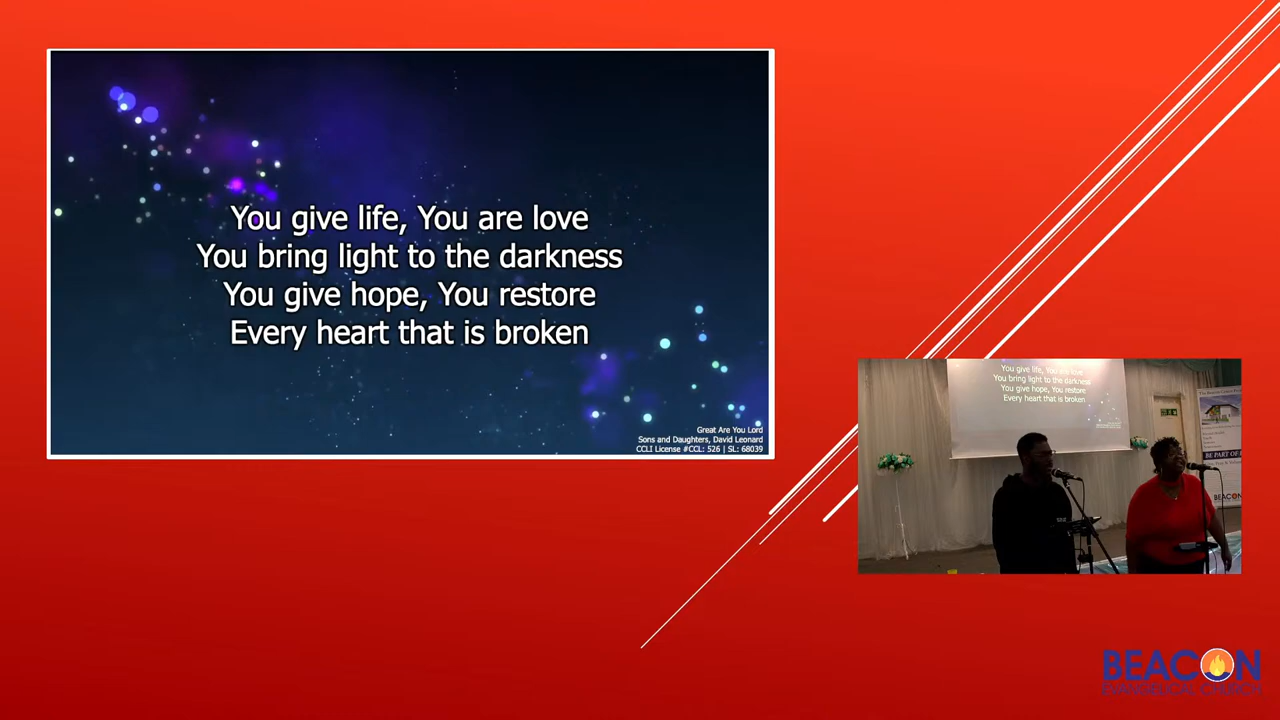 You give life, You are love
You bring light to the darkness
You give hope, You restore
Every heart that is broken
Great Are You Lord
Sons and Daughters, David Leonard
CCLI License #CCL: 526 | SL: 68039
You give life, You are love
You bring light to the darkness
You give hope, You restore
Every heart that is broken
BE PART OF
BEACON
BEACON
EVANGELICAL CHURCH